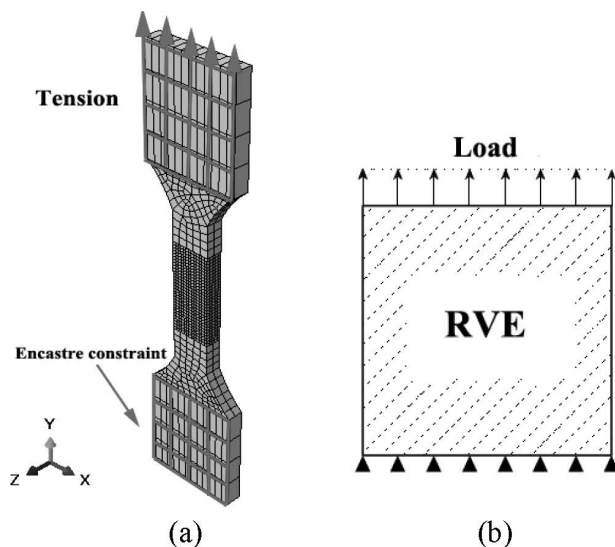 Tension
Encastre constraint
Y
Z
X
(a)
Load
RVE
(b)